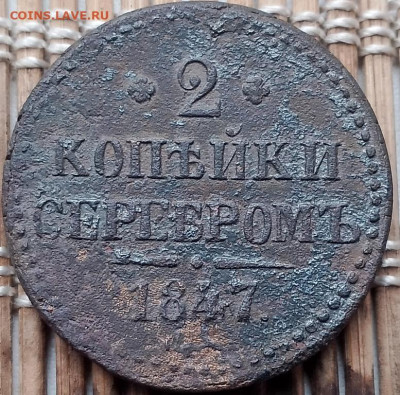 COINS.LAVE.RU
2
КОПѢЙКИ
СЕРЕБРОМЪ
1847.